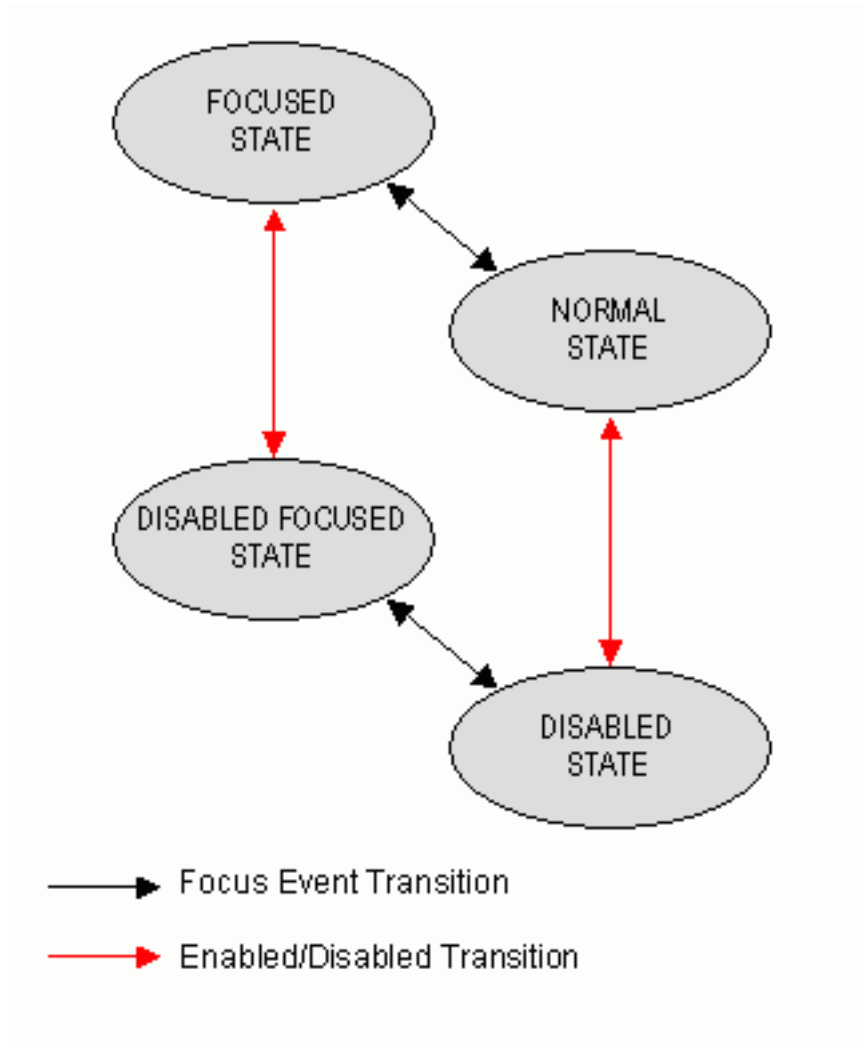 FOCUSED
STATE
NORMAL
STATE
DISABLED FOCUSED
STATE
DISABLED
STATE
Focus Event Transition
Enabled/Disabled Transition